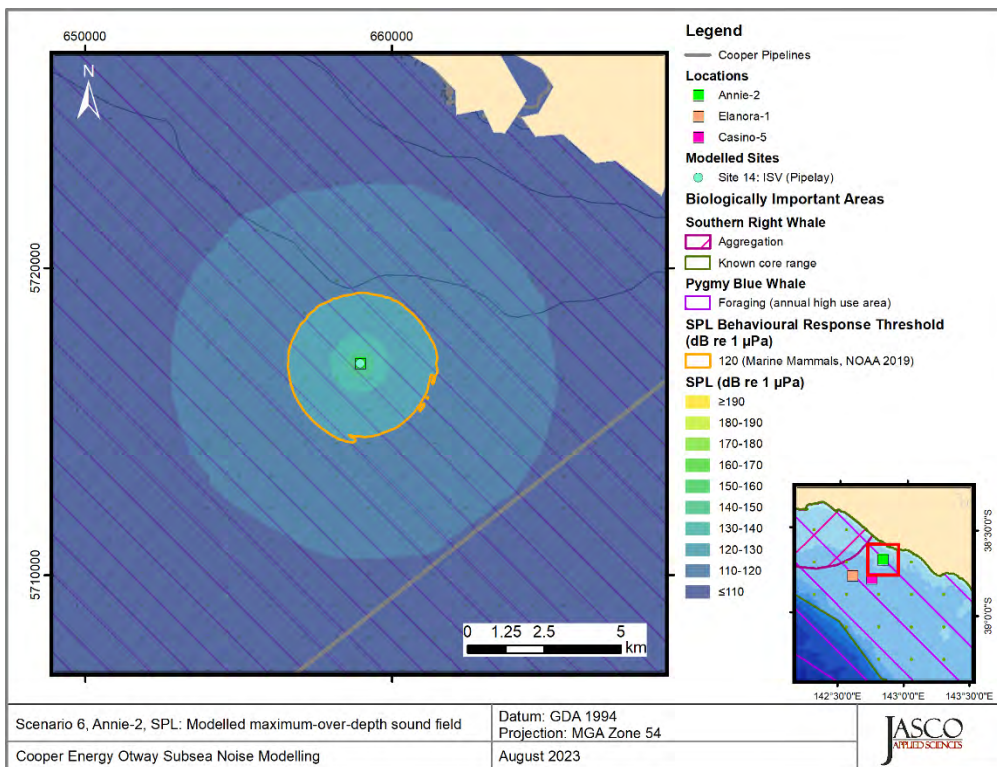 650000
660000
N
5720000
5710000
0 1.25 2.5 5
km
Legend
Cooper Pipelines
Locations
Annie-2
Elanora-1
Casino-5
Modelled Sites
Site 14: ISV (Pipelay)
Biologically Important Areas
Southern Right Whale
Aggregation
Known core range
Pygmy Blue Whale
Foraging (annual high use area)
SPL Behavioural Response Threshold
(dB re 1 µPa)
120 (Marine Mammals, NOAA 2019)
SPL (dB re 1 µPa)
≥190
180-190
170-180
160-170
150-160
140-150
130-140
120-130
110-120
≤110
38°30'0"S
39°0'0"S
142°30'0"E 143°0'0"E 143°30'0"E
Scenario 6, Annie-2, SPL: Modelled maximum-over-depth sound field
Cooper Energy Otway Subsea Noise Modelling
Datum: GDA 1994
Projection: MGA Zone 54
August 2023
JASCO
APPLIED SCIENCES